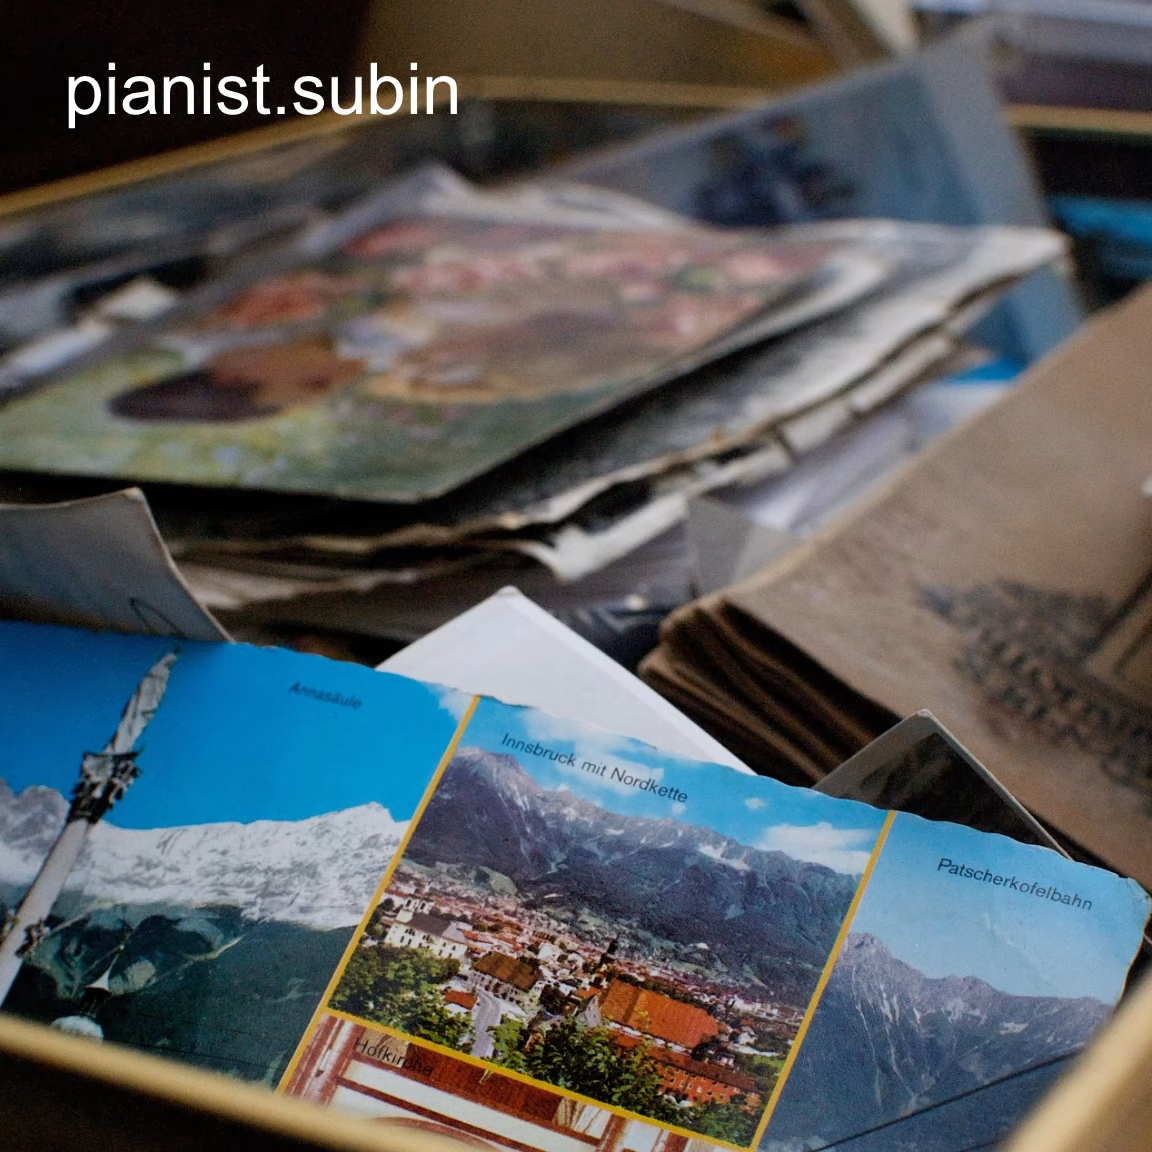 pianist.subin
Annasäule
Innsbruck mit Nordkette
Patscherkofelbahn
Hofkirche